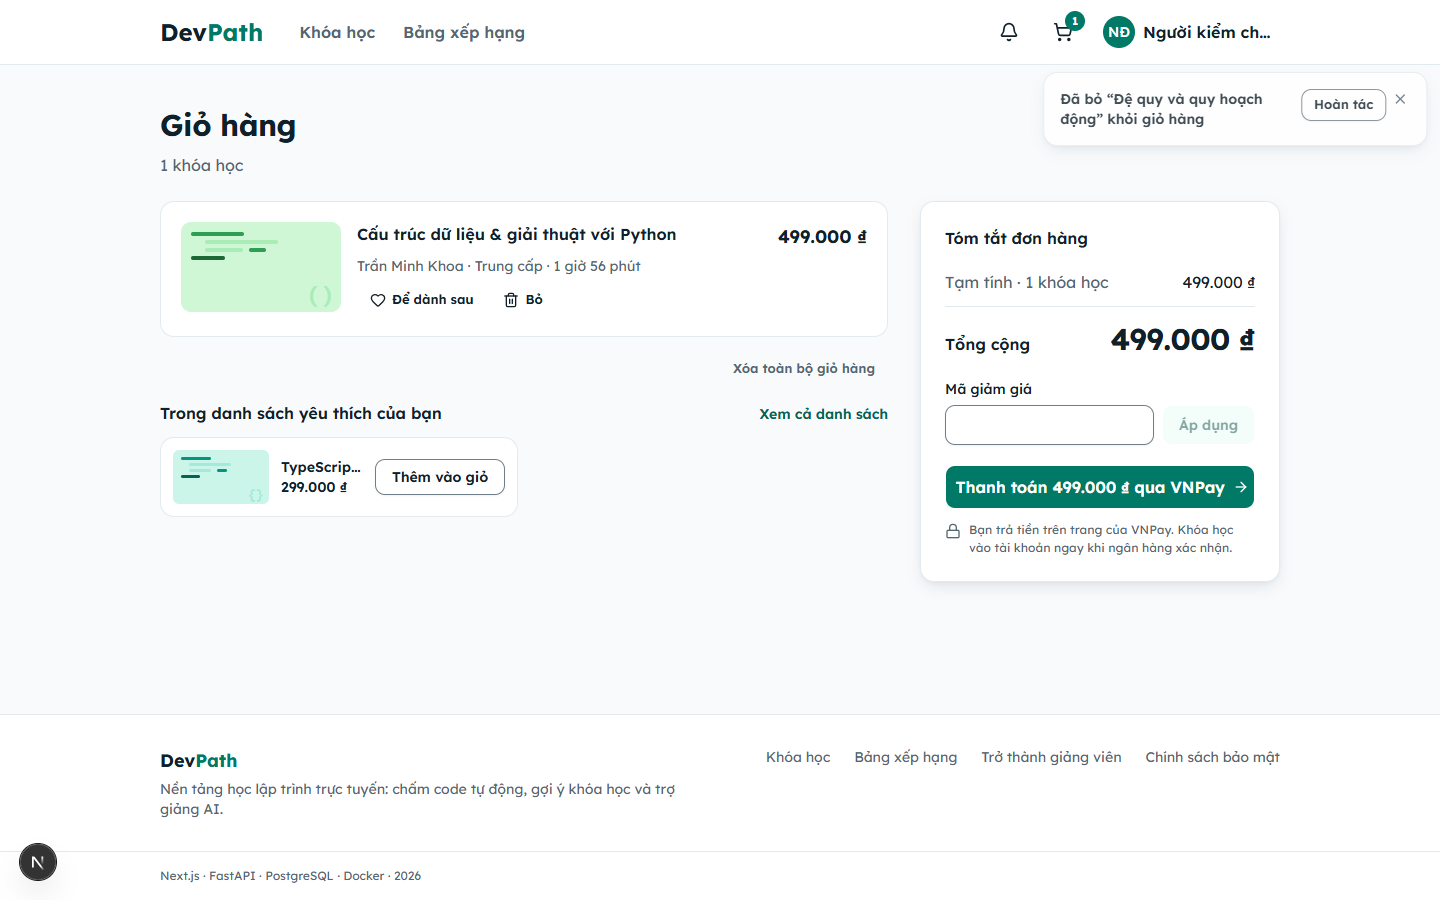 DevPath
Khóa học
Bảng xếp hạng
1
NĐ
Người kiểm ch...
Đã bỏ “Đệ quy và quy hoạch
động” khỏi giỏ hàng
Hoàn tác
Giỏ hàng
1 khóa học
Cấu trúc dữ liệu & giải thuật với Python
499.000 ₫
Trần Minh Khoa · Trung cấp · 1 giờ 56 phút
Để dành sau
Bỏ
( )
Xóa toàn bộ giỏ hàng
Trong danh sách yêu thích của bạn
Xem cả danh sách
TypeScrip...
299.000 ₫
Thêm vào giỏ
{}
Tóm tắt đơn hàng
Tạm tính · 1 khóa học
499.000 ₫
Tổng cộng
499.000 ₫
Mã giảm giá
Áp dụng
Thanh toán 499.000 ₫ qua VNPay →
Bạn trả tiền trên trang của VNPay. Khóa học
vào tài khoản ngay khi ngân hàng xác nhận.
DevPath
Nền tảng học lập trình trực tuyến: chấm code tự động, gợi ý khóa học và trợ
giảng AI.
Khóa học
Bảng xếp hạng
Trở thành giảng viên
Chính sách bảo mật
N
Next.js · FastAPI · PostgreSQL · Docker · 2026